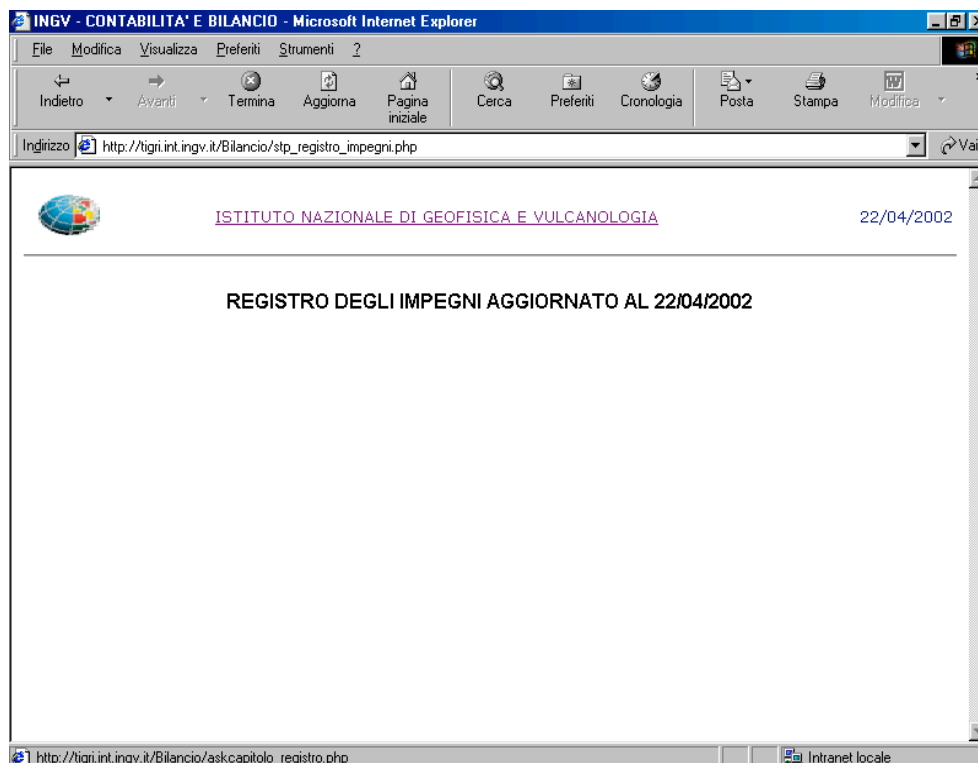 INGV - CONTABILITA' E BILANCIO - Microsoft Internet Explorer
File Modifica Visualizza Preferiti Strumenti ?
Indietro Avanti Termina Aggiorna Pagina iniziale Cerca Preferiti Cronologia Posta Stampa Modifica
Indirizzo http://tigri.int.ingv.it/Bilancio/stp_registro_impegni.php Vai
ISTITUTO NAZIONALE DI GEOFISICA E VULCANOLOGIA 22/04/2002
REGISTRO DEGLI IMPEGNI AGGIORNATO AL 22/04/2002
http://tigri.int.ingv.it/Bilancio/askcapitolo_registro.php Intranet locale